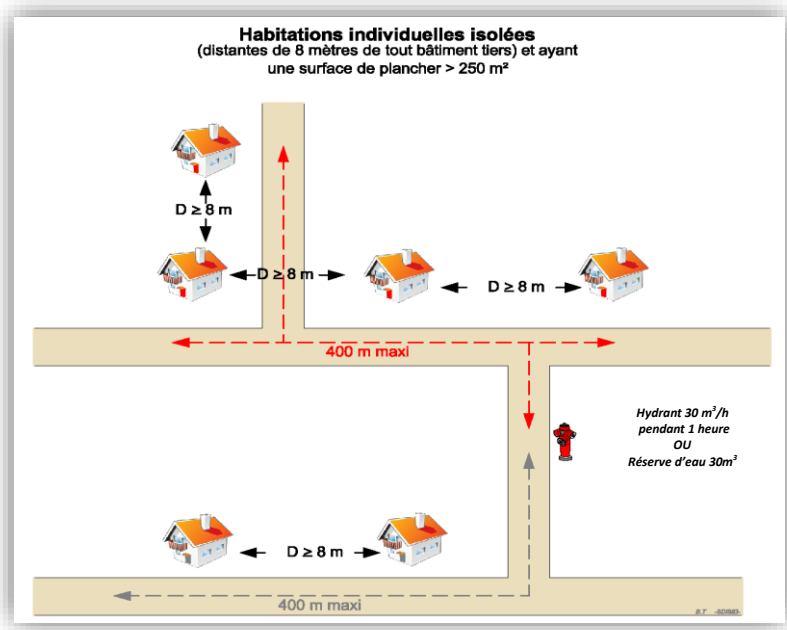 Habitations individuelles isolées
(distantes de 8 mètres de tout bâtiment tiers) et ayant
une surface de plancher > 250 m²
D ≥ 8 m
D ≥ 8 m
D ≥ 8 m
400 m maxi
Hydrant 30 m³/h
pendant 1 heure
OU
Réserve d'eau 30m³
D ≥ 8 m
400 m maxi